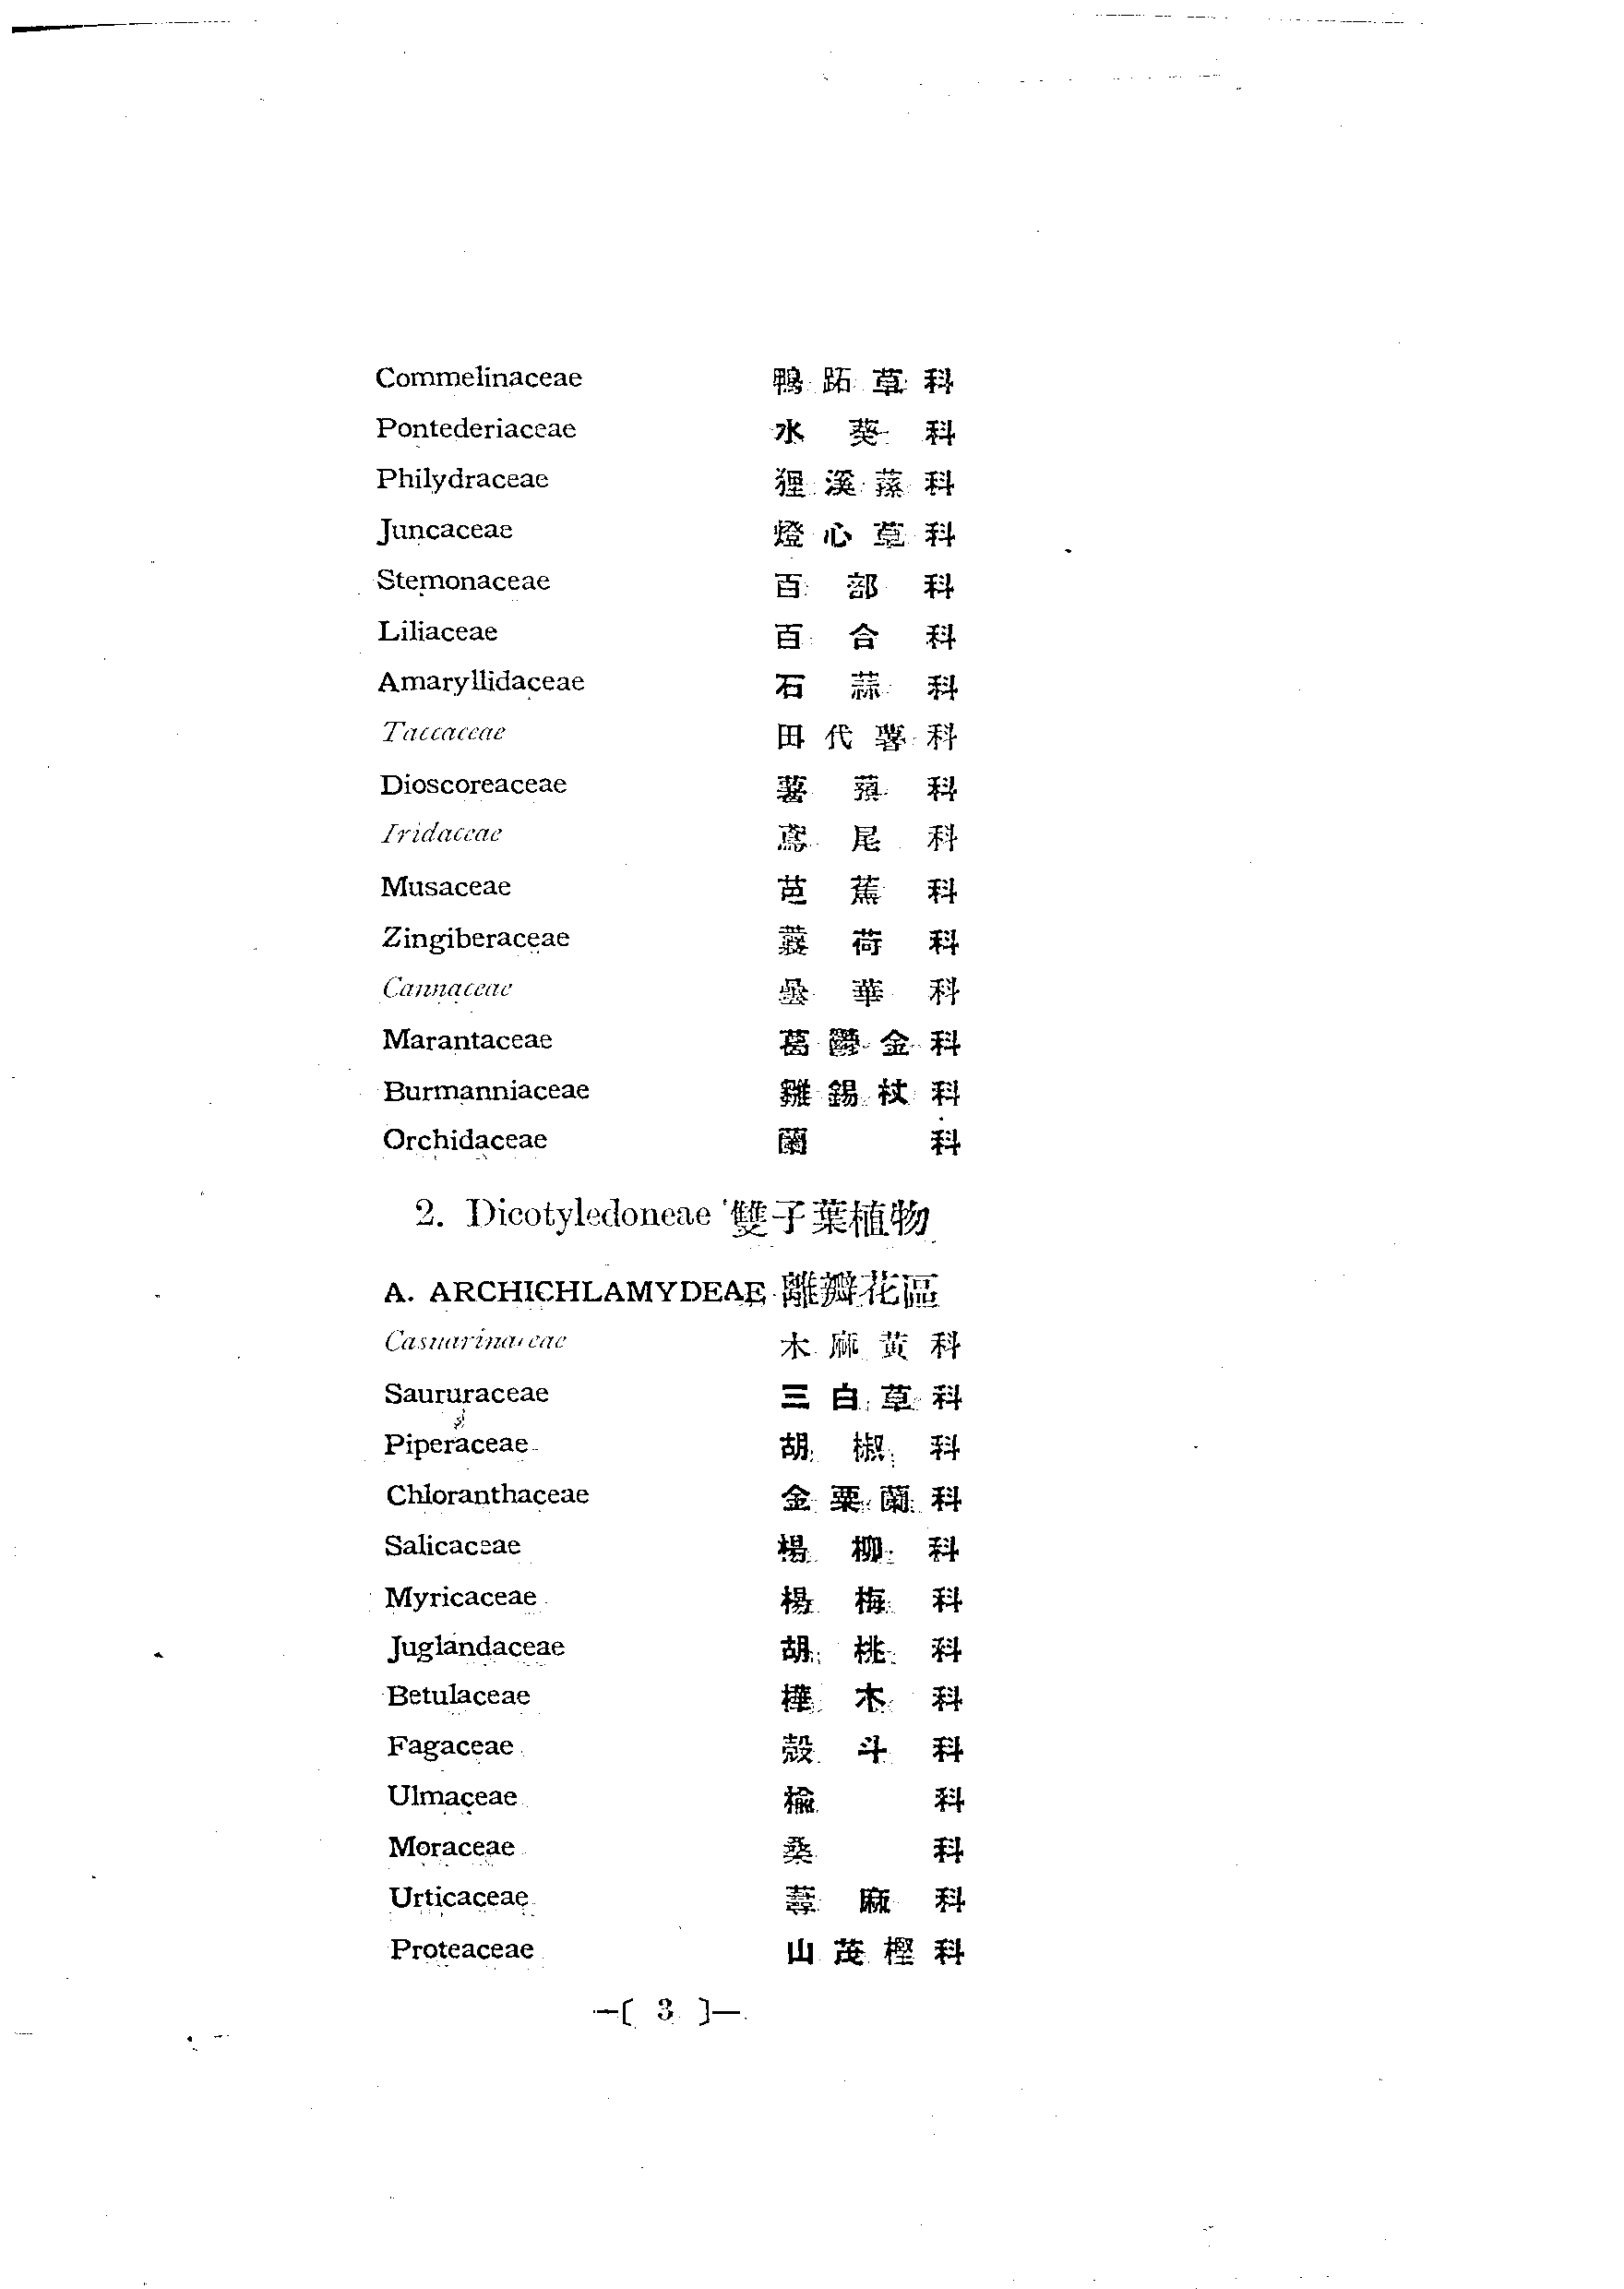 Commelinaceae 鴨跖草科
Pontederiaceae 水葵科
Philydraceae 狸溪蓀科
Juncaceae 燈心草科
Stemonaceae 百部科
Liliaceae 百合科
Amaryllidaceae 石蒜科
Taccaceae 田代薯科
Dioscoreaceae 薯蕷科
Iridaceae 鳶尾科
Musaceae 芭蕉科
Zingiberaceae 蘘荷科
Cannaceae 曇華科
Marantaceae 葛鬱金科
Burmanniaceae 雛錫杖科
Orchidaceae 蘭科
2. Dicotyledoneae 雙子葉植物
A. ARCHICHLAMYDEAE 離瓣花區
Casuarinaceae 木麻黃科
Saururaceae 三白草科
Piperaceae 胡椒科
Chloranthaceae 金粟蘭科
Salicaceae 楊柳科
Myricaceae 楊梅科
Juglandaceae 胡桃科
Betulaceae 樺木科
Fagaceae 殼斗科
Ulmaceae 榆科
Moraceae 桑科
Urticaceae 蕁麻科
Proteaceae 山茂樫科
—[ 3 ]—